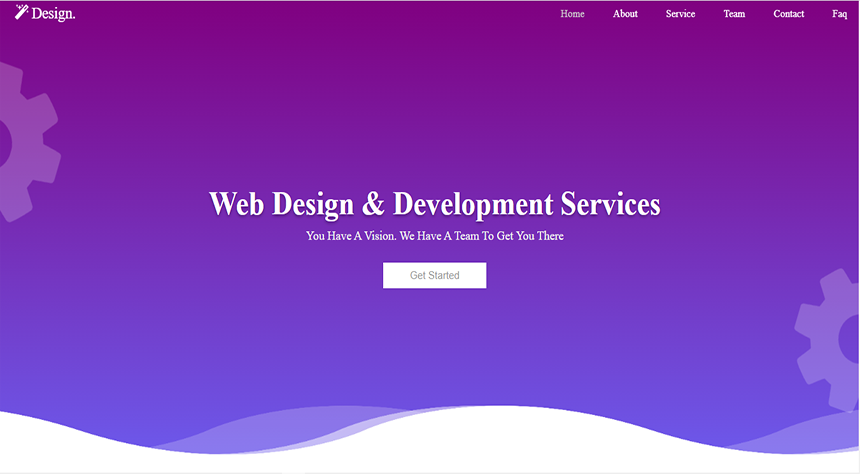 Design.
Home About Service Team Contact Faq
Web Design & Development Services
You Have A Vision. We Have A Team To Get You There
Get Started